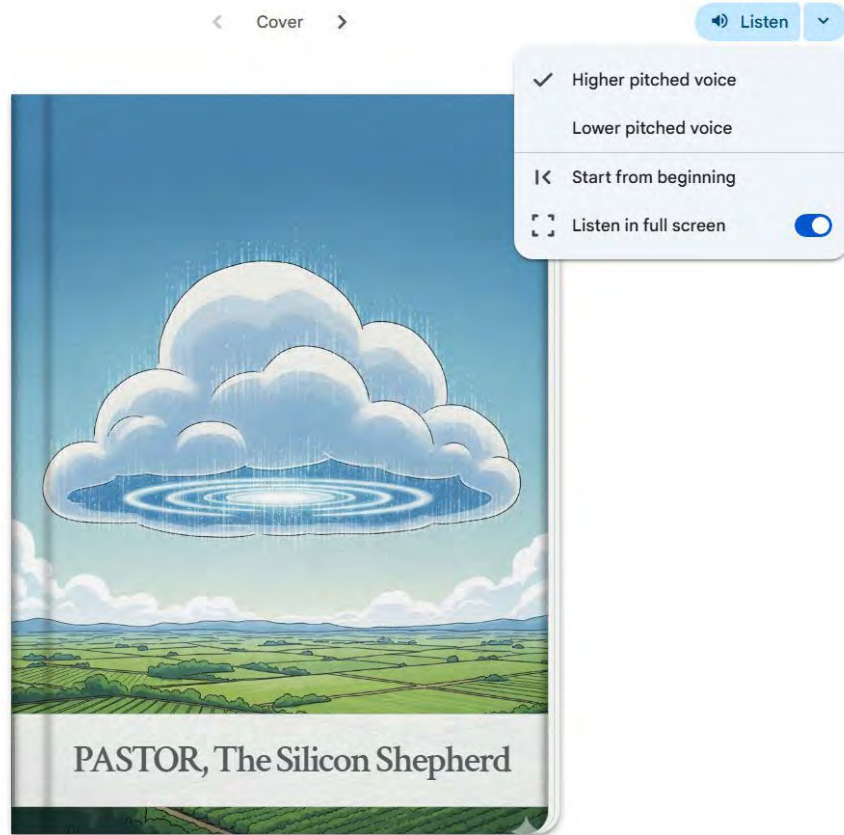 Cover
Listen
Higher pitched voice
Lower pitched voice
Start from beginning
Listen in full screen
PASTOR, The Silicon Shepherd